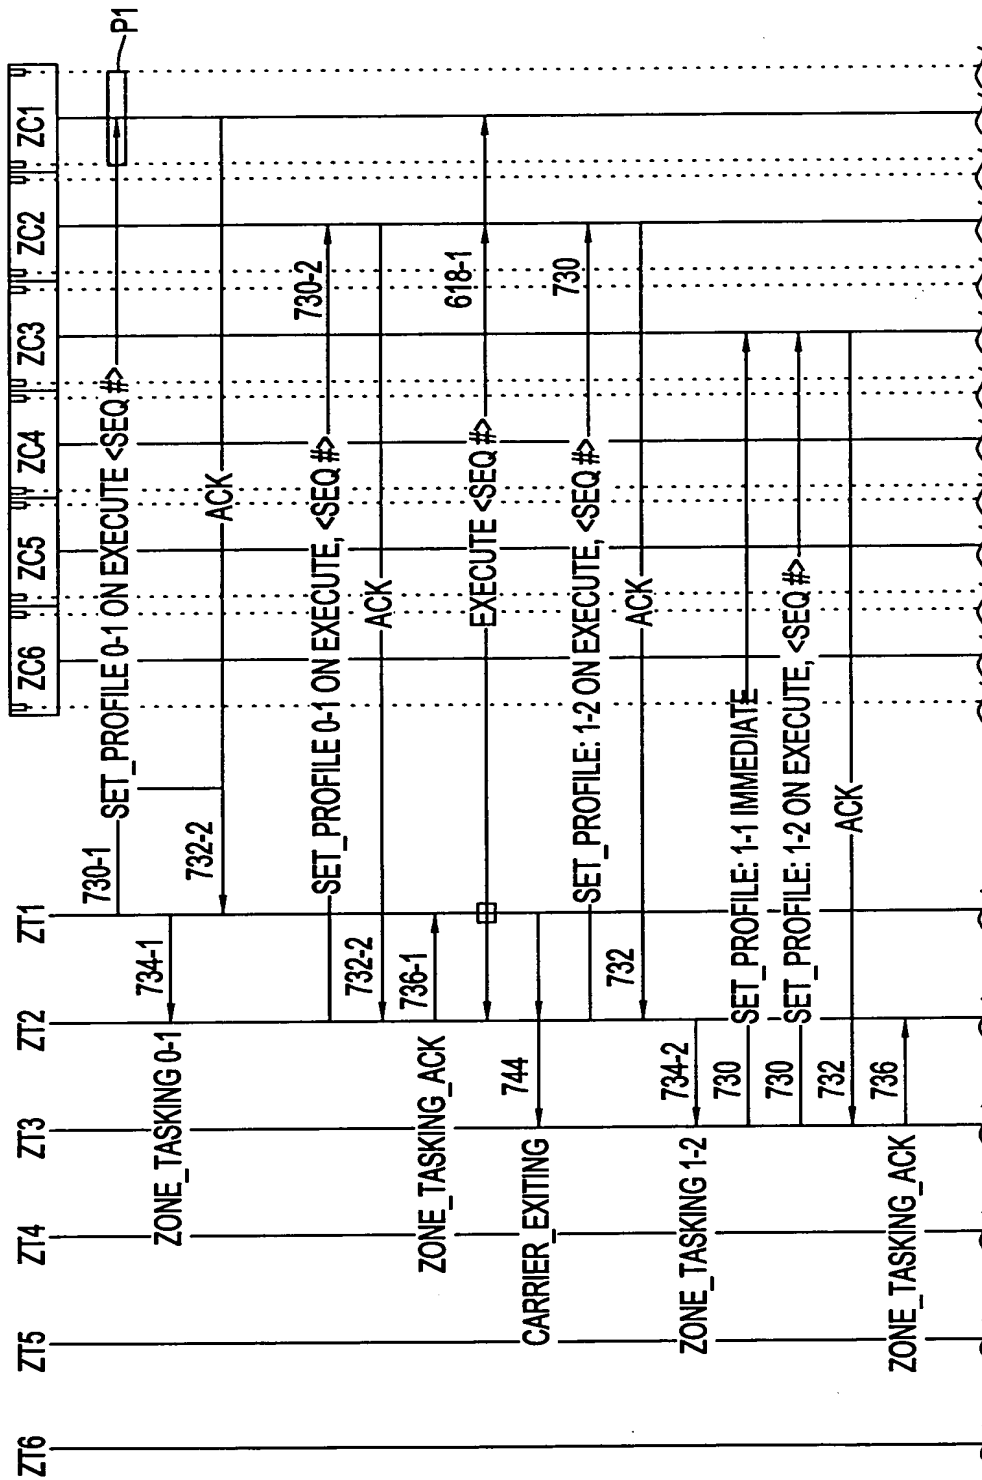 ZT6
ZT5
ZT4
ZT3
ZT2
ZT1
ZC6
ZC5
ZC4
ZC3
ZC2
ZC1
P1
730-1
SET_PROFILE 0-1 ON EXECUTE <SEQ #>
734-1
ZONE_TASKING 0-1
732-2
ACK
SET_PROFILE 0-1 ON EXECUTE, <SEQ #>
730-2
732-2
ACK
736-1
ZONE_TASKING_ACK
EXECUTE <SEQ #>
618-1
744
CARRIER_EXITING
SET_PROFILE: 1-2 ON EXECUTE, <SEQ #>
730
732
ACK
734-2
ZONE_TASKING 1-2
730
SET_PROFILE: 1-1 IMMEDIATE
730
SET_PROFILE: 1-2 ON EXECUTE, <SEQ #>
732
ACK
736
ZONE_TASKING_ACK